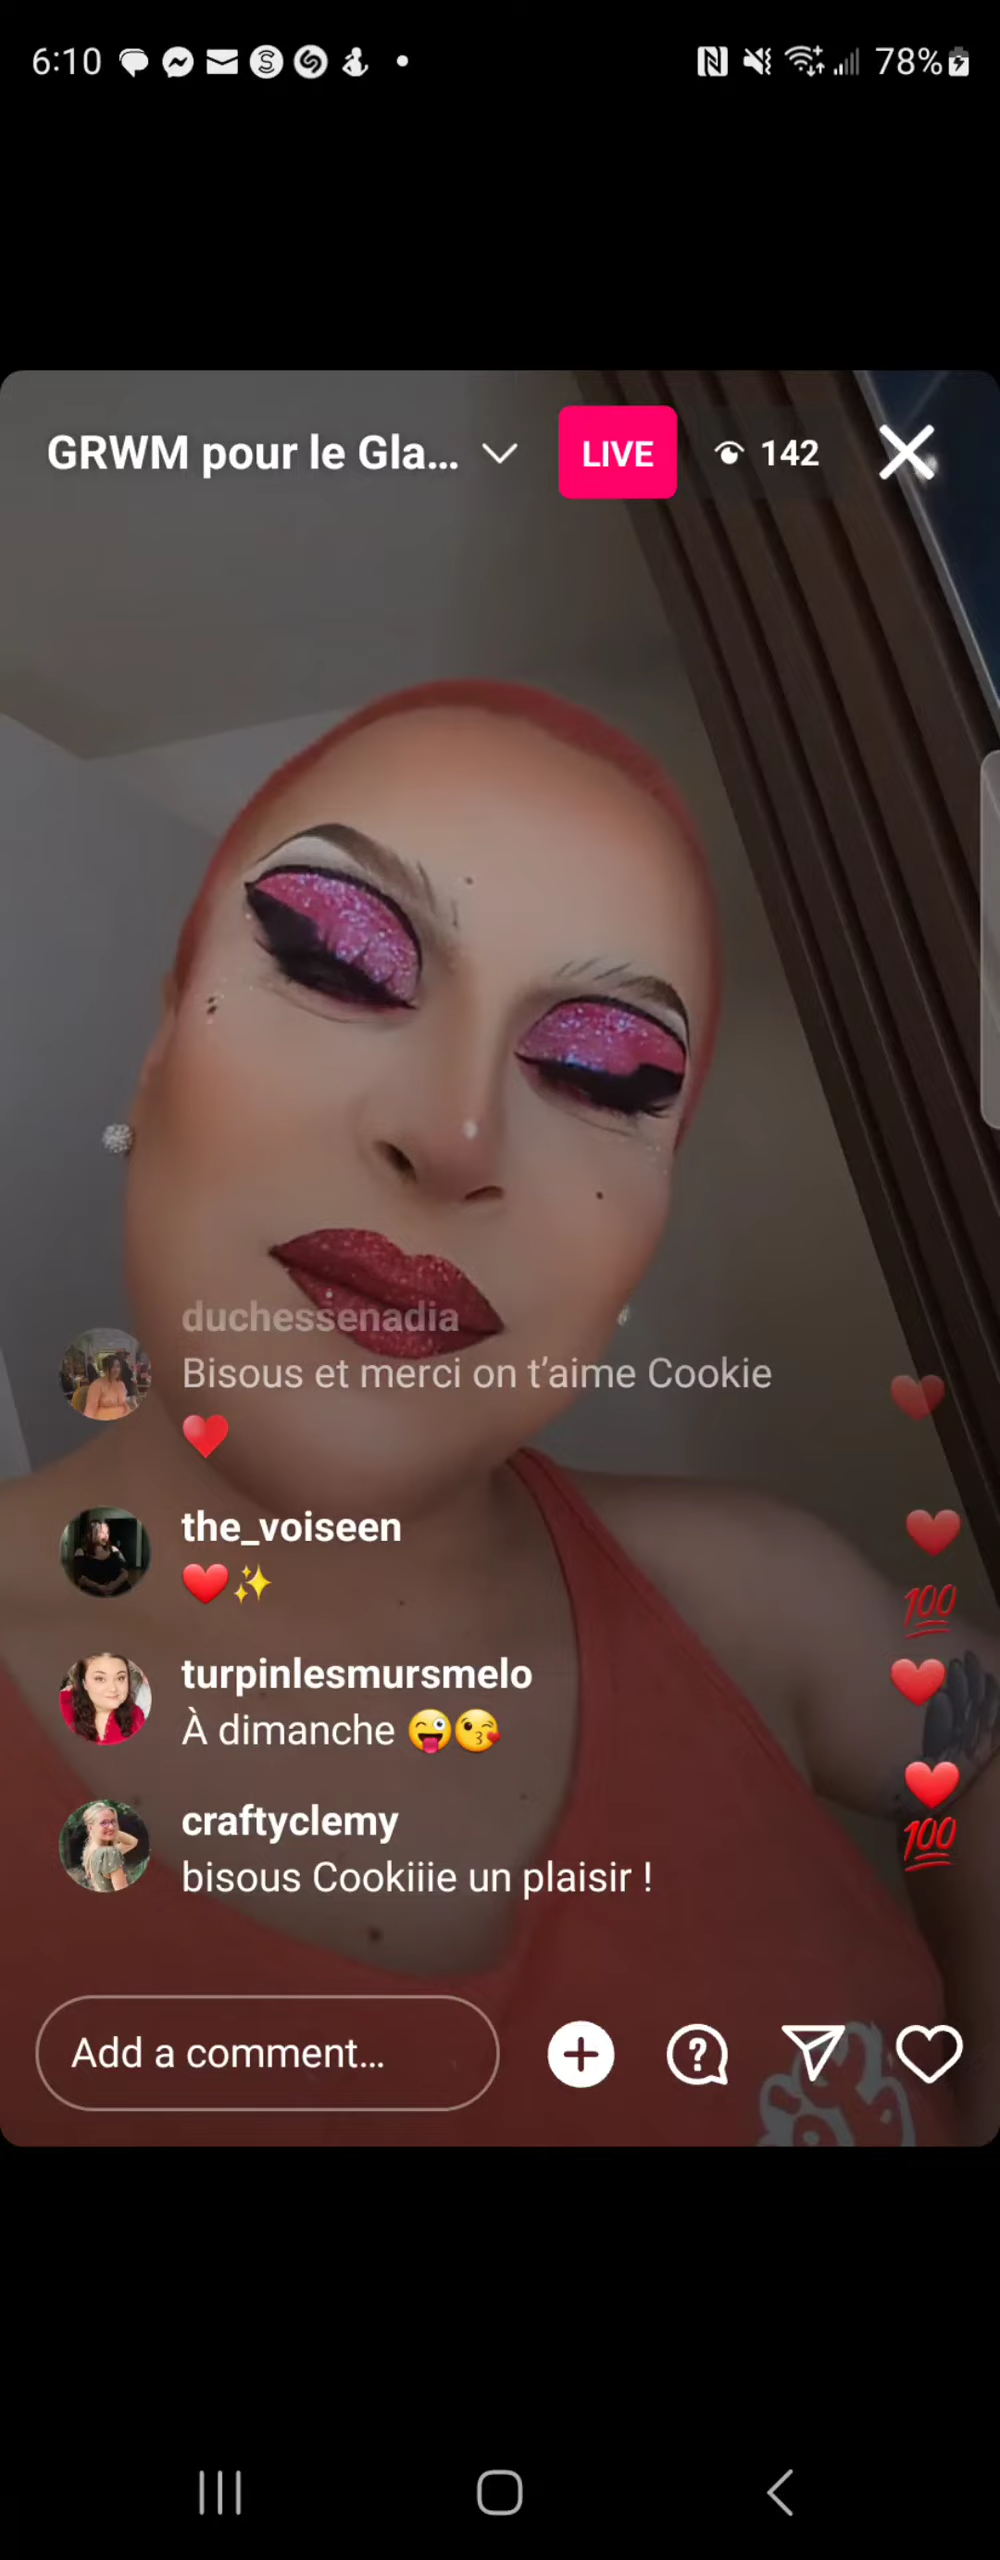 6:10
78%
GRWM pour le Gla...
LIVE
142
duchessenadia
Bisous et merci on t'aime Cookie
♥️
the_voiseen
❤️✨
turpinlesmursmelo
À dimanche 😜😘
craftyclemy
bisous Cookiiie un plaisir !
💯
💯
Add a comment...